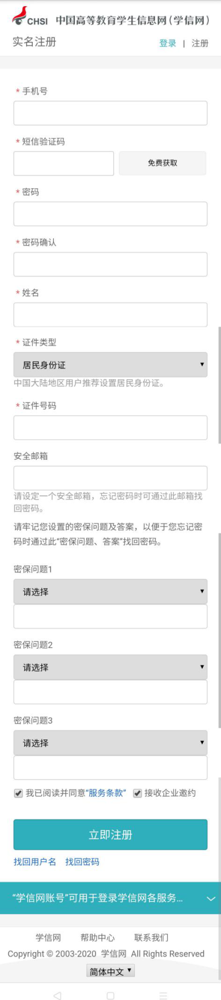 CHSI 中国高等教育学生信息网(学信网)
实名注册
登录 | 注册
* 手机号
* 短信验证码
免费获取
* 密码
* 密码确认
* 姓名
* 证件类型
居民身份证
中国大陆地区用户推荐设置居民身份证。
* 证件号码
安全邮箱
请设定一个安全邮箱，忘记密码时可通过此邮箱找
回密码。
请牢记您设置的密保问题及答案，以便于您忘记密
码时通过此“密保问题、答案”找回密码。
密保问题1
请选择
密保问题2
请选择
密保问题3
请选择
我已阅读并同意“服务条款” 接收企业邀约
立即注册
找回用户名 找回密码
“学信网账号”可用于登录学信网各服务...
学信网 帮助中心 联系我们
Copyright © 2003-2020 学信网 All Rights Reserved
简体中文